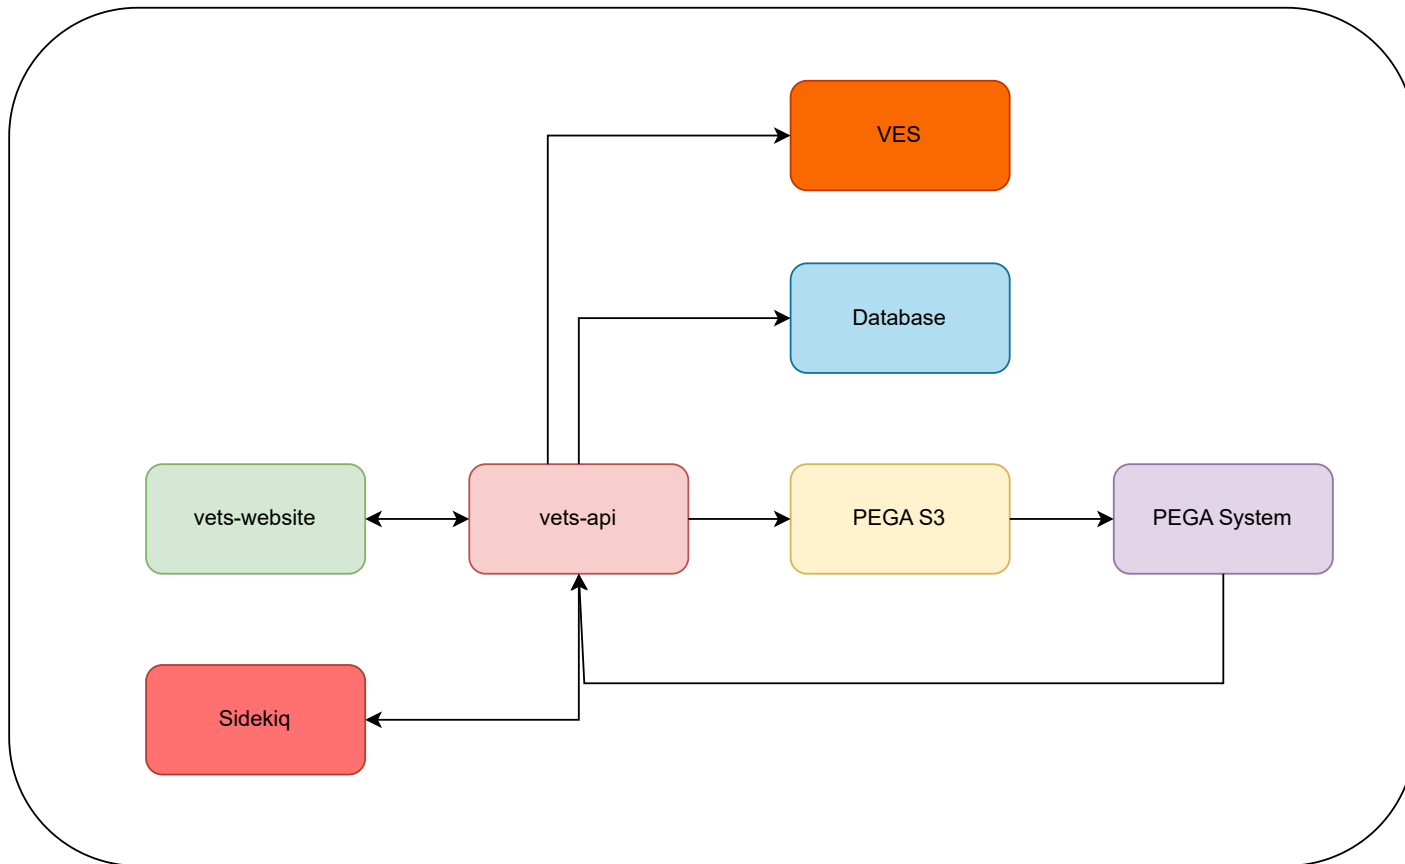 VES
Database
vets-website
vets-api
PEGA S3
PEGA System
Sidekiq